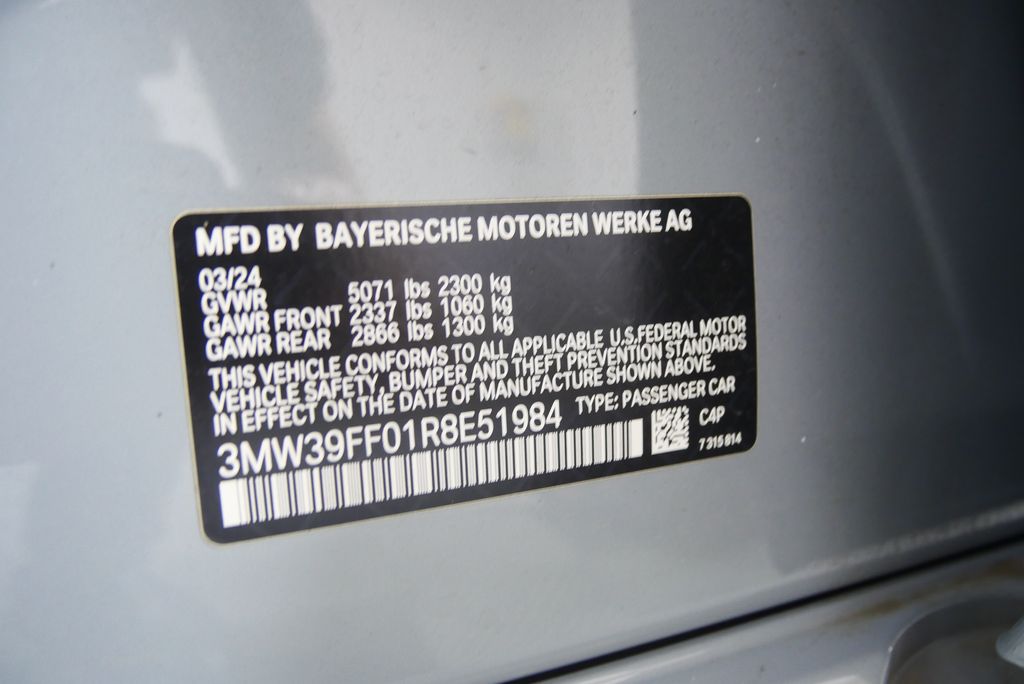 MFD BY BAYERISCHE MOTOREN WERKE AG
03/24
GVWR 5071 lbs 2300 kg
GAWR FRONT 2337 lbs 1060 kg
GAWR REAR 2866 lbs 1300 kg
THIS VEHICLE CONFORMS TO ALL APPLICABLE U.S.FEDERAL MOTOR
VEHICLE SAFETY, BUMPER AND THEFT PREVENTION STANDARDS
IN EFFECT ON THE DATE OF MANUFACTURE SHOWN ABOVE.
3MW39FF01R8E51984 TYPE: PASSENGER CAR
C4P
7 315 814